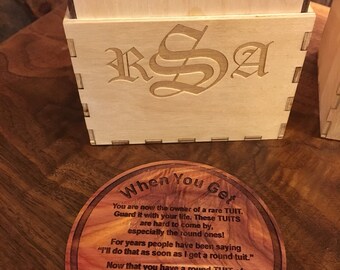 RSA
When You Get
You are now the owner of a rare TUIT.
Guard it with your life. These TUITS
are hard to come by,
especially the round ones!
For years people have been saying
"I'll do that as soon as I get a round tuit."
Now that you have a round TUIT